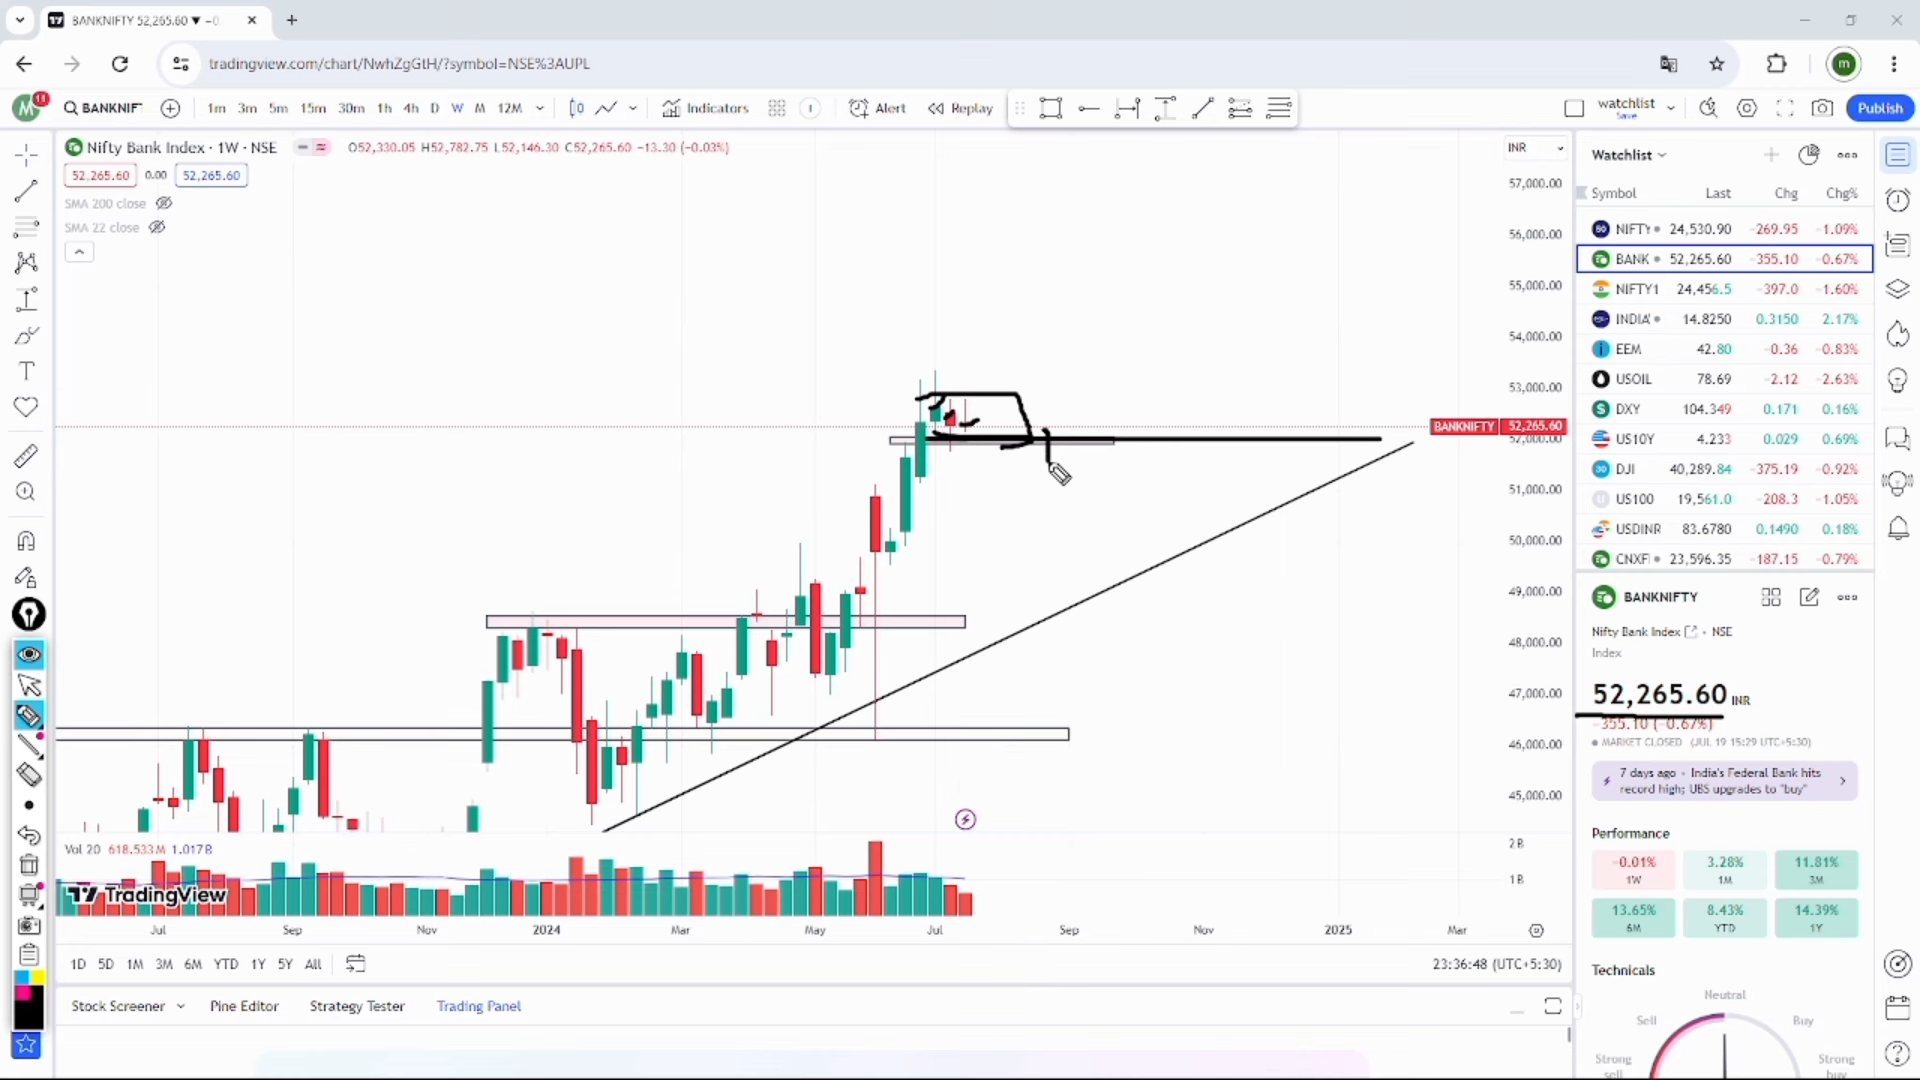 BANKNIFTY 52,265.60 ▼ −0
tradingview.com/chart/NwhZgGtH/?symbol=NSE%3AUPL
m
M 11 BANKNIF 1m 3m 5m 15m 30m 1h 4h D W M 12M Indicators Alert Replay watchlist Save Publish
Nifty Bank Index · 1W · NSE O52,330.05 H52,782.75 L52,146.30 C52,265.60 −13.30 (−0.03%)
52,265.60 0.00 52,265.60
SMA 200 close
SMA 22 close
INR
57,000.00
56,000.00
55,000.00
54,000.00
53,000.00
BANKNIFTY 52,265.60
52,000.00
51,000.00
50,000.00
49,000.00
48,000.00
47,000.00
46,000.00
45,000.00
Vol 20 618.533M 1.017B
2B
1B
TradingView
Jul Sep Nov 2024 Mar May Jul Sep Nov 2025 Mar
1D 5D 1M 3M 6M YTD 1Y 5Y All 23:36:48 (UTC+5:30)
Stock Screener Pine Editor Strategy Tester Trading Panel
Watchlist
Symbol Last Chg Chg%
NIFTY 24,530.90 −269.95 −1.09%
BANK 52,265.60 −355.10 −0.67%
NIFTY1 24,456.5 −397.0 −1.60%
INDIA 14.8250 0.3150 2.17%
EEM 42.80 −0.36 −0.83%
USOIL 78.69 −2.12 −2.63%
DXY 104.349 0.171 0.16%
US10Y 4.233 0.029 0.69%
DJI 40,289.84 −375.19 −0.92%
US100 19,561.0 −208.3 −1.05%
USDINR 83.6780 0.1490 0.18%
CNXF 23,596.35 −187.15 −0.79%
BANKNIFTY
Nifty Bank Index · NSE
Index
52,265.60 INR
−355.10 (−0.67%)
MARKET CLOSED (JUL 19 15:29 UTC+5:30)
7 days ago · India's Federal Bank hits
record high; UBS upgrades to "buy"
Performance
−0.01% 3.28% 11.81%
1W 1M 3M
13.65% 8.43% 14.39%
6M YTD 1Y
Technicals
Neutral
Sell Buy
Strong Strong
sell buy